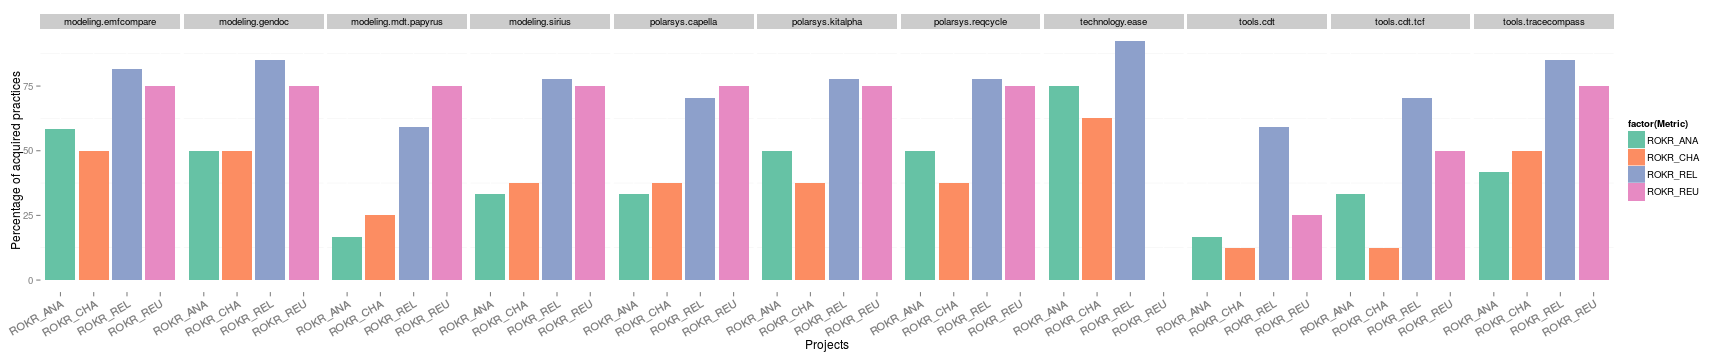 modeling.emfcompare modeling.gendoc modeling.mdt.papyrus modeling.sirius polarsys.capella polarsys.kitalpha polarsys.reqcycle technology.ease tools.cdt tools.cdt.tcf tools.tracecompass
Percentage of acquired practices
75
50
25
0
ROKR_ANA ROKR_CHA ROKR_REL ROKR_REU ROKR_ANA ROKR_CHA ROKR_REL ROKR_REU ROKR_ANA ROKR_CHA ROKR_REL ROKR_REU ROKR_ANA ROKR_CHA ROKR_REL ROKR_REU ROKR_ANA ROKR_CHA ROKR_REL ROKR_REU ROKR_ANA ROKR_CHA ROKR_REL ROKR_REU ROKR_ANA ROKR_CHA ROKR_REL ROKR_REU ROKR_ANA ROKR_CHA ROKR_REL ROKR_REU ROKR_ANA ROKR_CHA ROKR_REL ROKR_REU ROKR_ANA ROKR_CHA ROKR_REL ROKR_REU ROKR_ANA ROKR_CHA ROKR_REL ROKR_REU
Projects
factor(Metric)
ROKR_ANA
ROKR_CHA
ROKR_REL
ROKR_REU